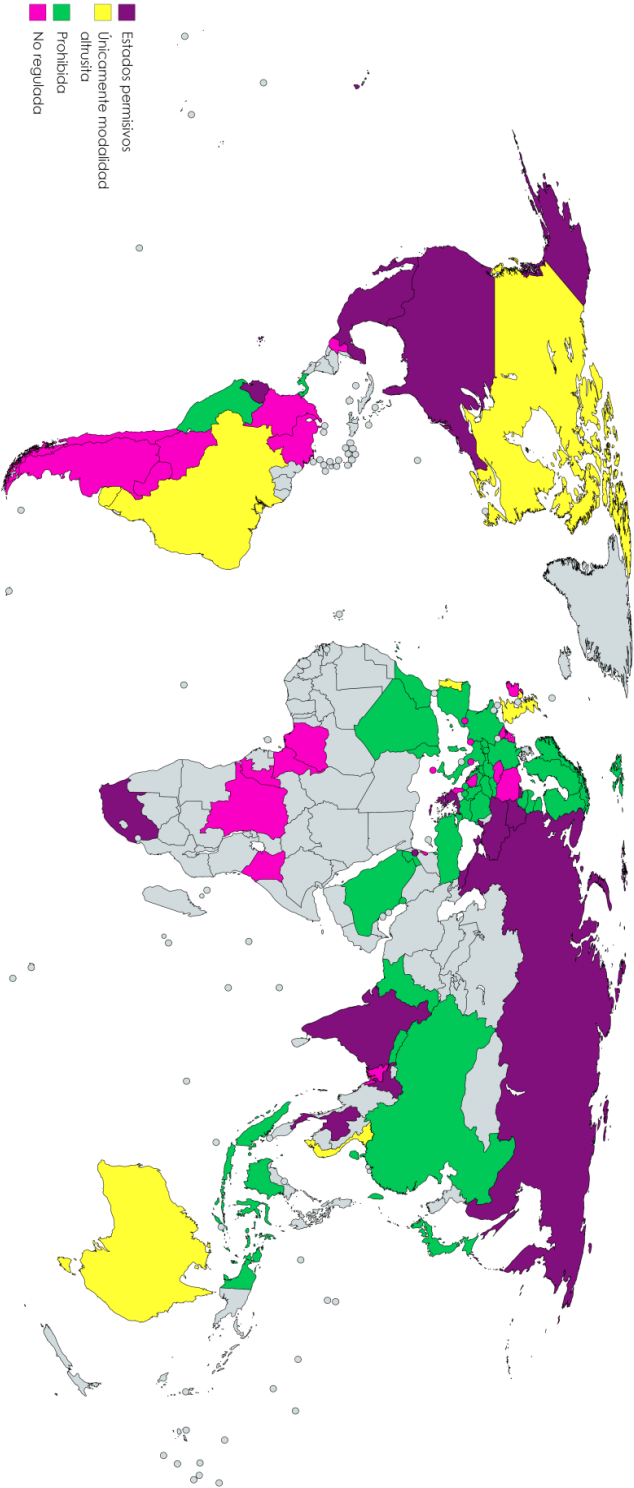 Estados permisivos
Únicamente modalidad
altrusita
Prohibida
No regulada